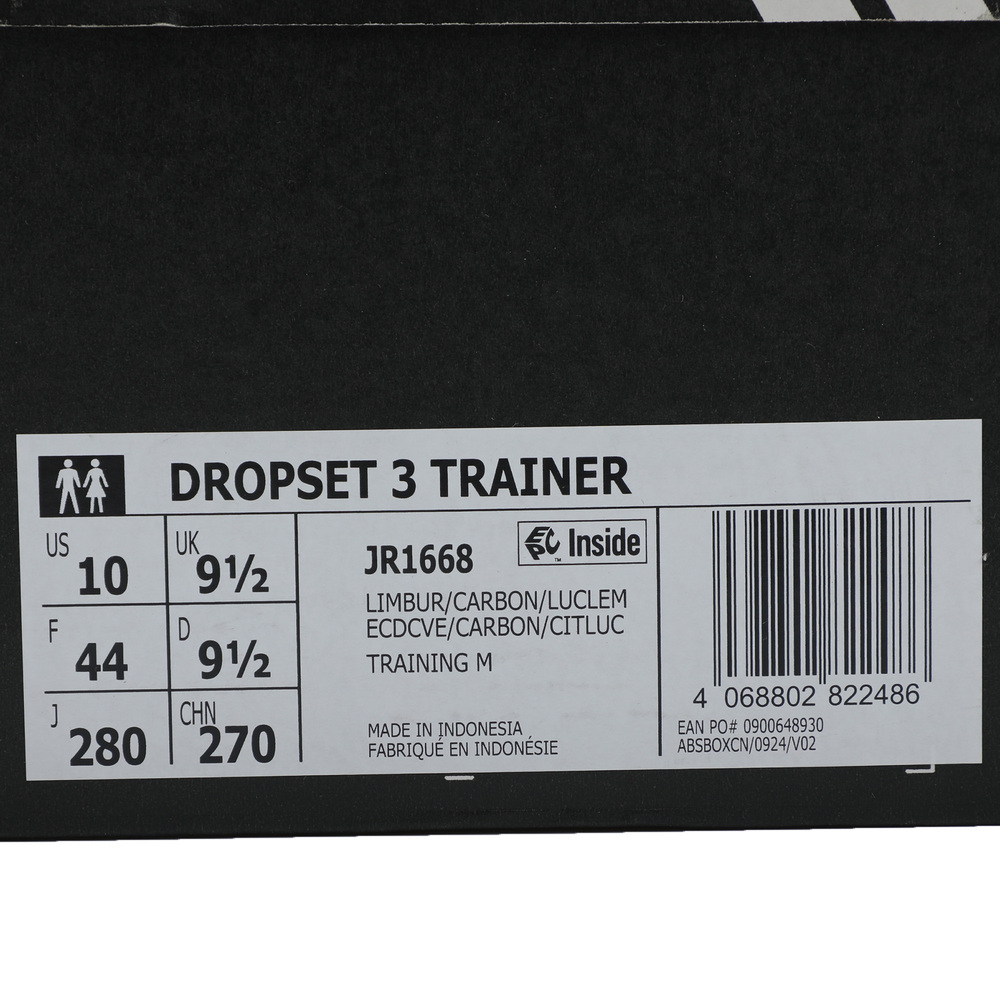 DROPSET 3 TRAINER
US 10
UK 9½
F 44
D 9½
J 280
CHN 270
JR1668
EPC Inside
™
LIMBUR/CARBON/LUCLEM
ECDCVE/CARBON/CITLUC
TRAINING M
MADE IN INDONESIA
FABRIQUÉ EN INDONÉSIE
4 068802 822486
EAN PO# 0900648930
ABSBOXCN/0924/V02